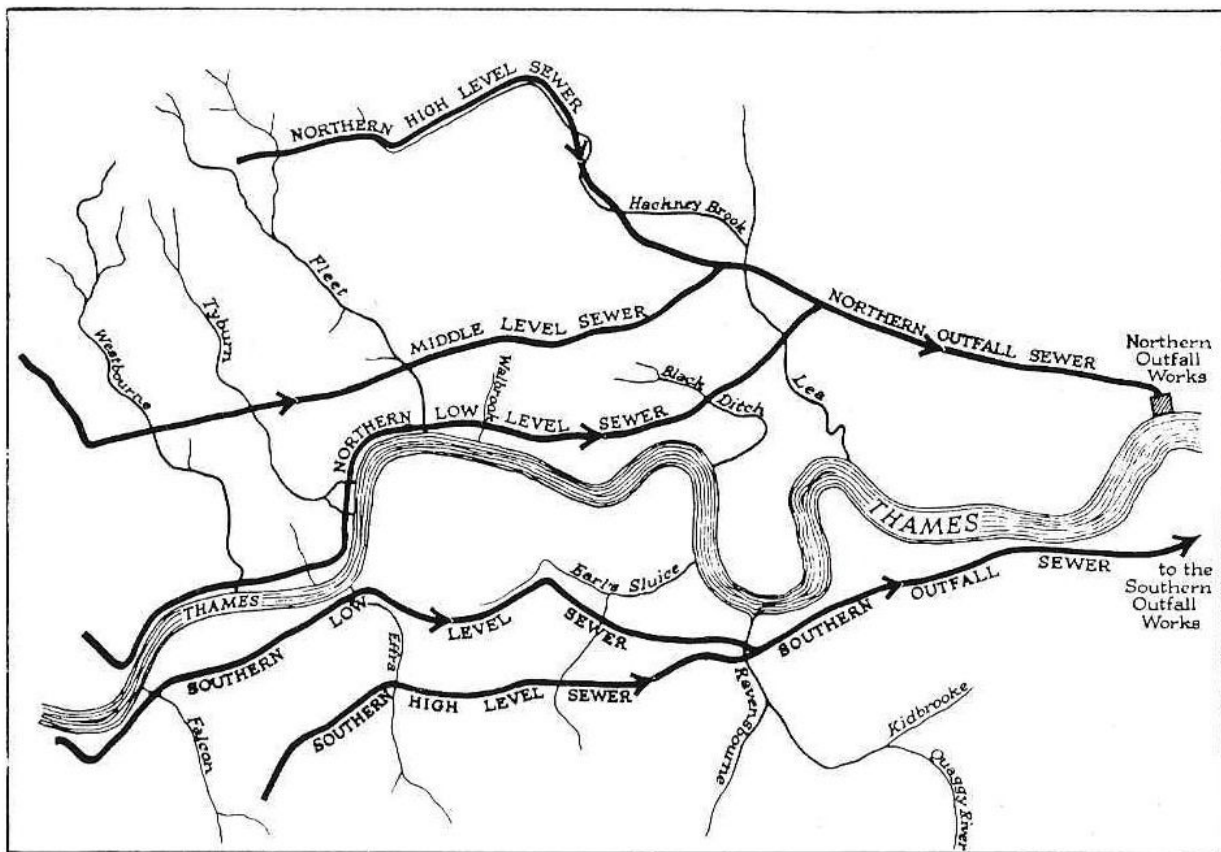 NORTHERN HIGH LEVEL SEWER
Hackney Brook
Fleet
Tyburn
Westbourne
MIDDLE LEVEL SEWER
NORTHERN OUTFALL SEWER
Northern
Outfall
Works
Walbrook
Black Ditch
Lea
NORTHERN LOW LEVEL SEWER
THAMES
THAMES
Earl's Sluice
SOUTHERN LOW LEVEL SEWER
SOUTHERN OUTFALL SEWER
to the
Southern
Outfall
Works
Effra
SOUTHERN HIGH LEVEL SEWER
Falcon
Ravensbourne
Kidbrooke
Quaggy River